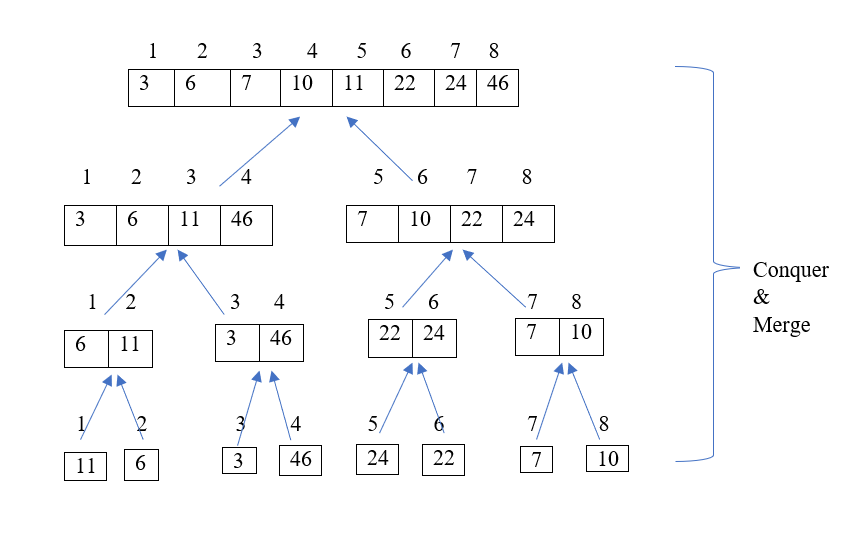 1 2 3 4 5 6 7 8
3 6 7 10 11 22 24 46
1 2 3 4 5 6 7 8
3 6 11 46 7 10 22 24
1 2 3 4 5 6 7 8
6 11 3 46 22 24 7 10
1 2 3 4 5 6 7 8
11 6 3 46 24 22 7 10
Conquer
&
Merge